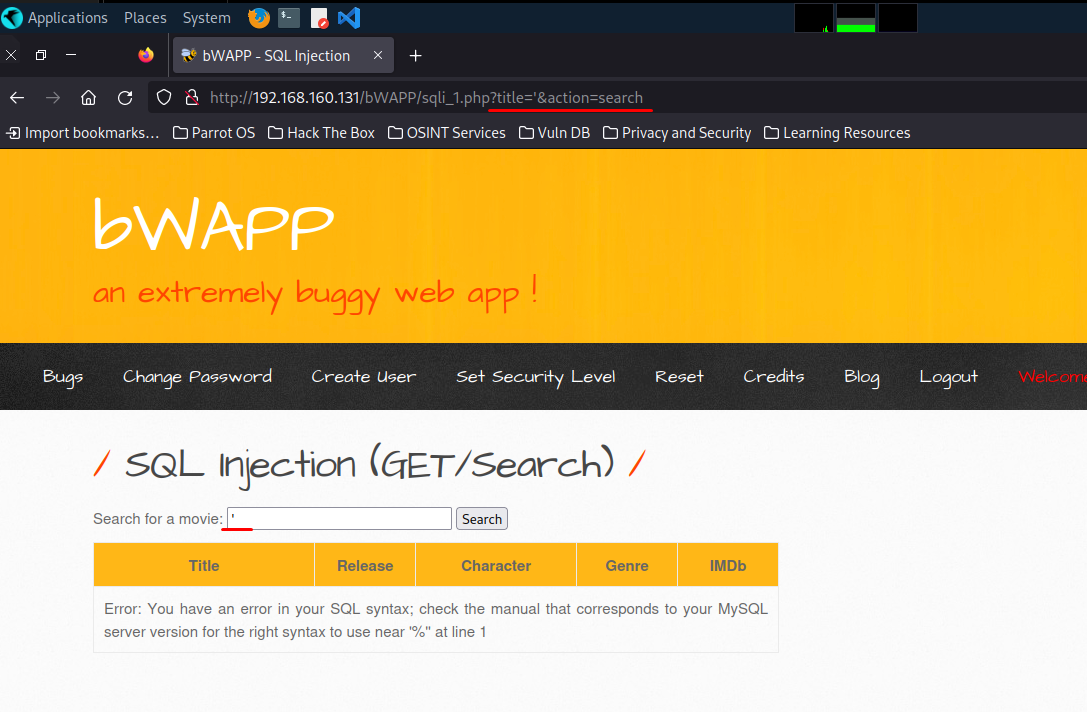 Applications Places System
bWAPP - SQL Injection
http://192.168.160.131/bWAPP/sqli_1.php?title='&action=search
Import bookmarks… Parrot OS Hack The Box OSINT Services Vuln DB Privacy and Security Learning Resources
bWAPP
an extremely buggy web app !
Bugs Change Password Create User Set Security Level Reset Credits Blog Logout Welcome
/ SQL Injection (GET/Search) /
Search for a movie: ' Search
Title Release Character Genre IMDb
Error: You have an error in your SQL syntax; check the manual that corresponds to your MySQL
server version for the right syntax to use near '%'' at line 1